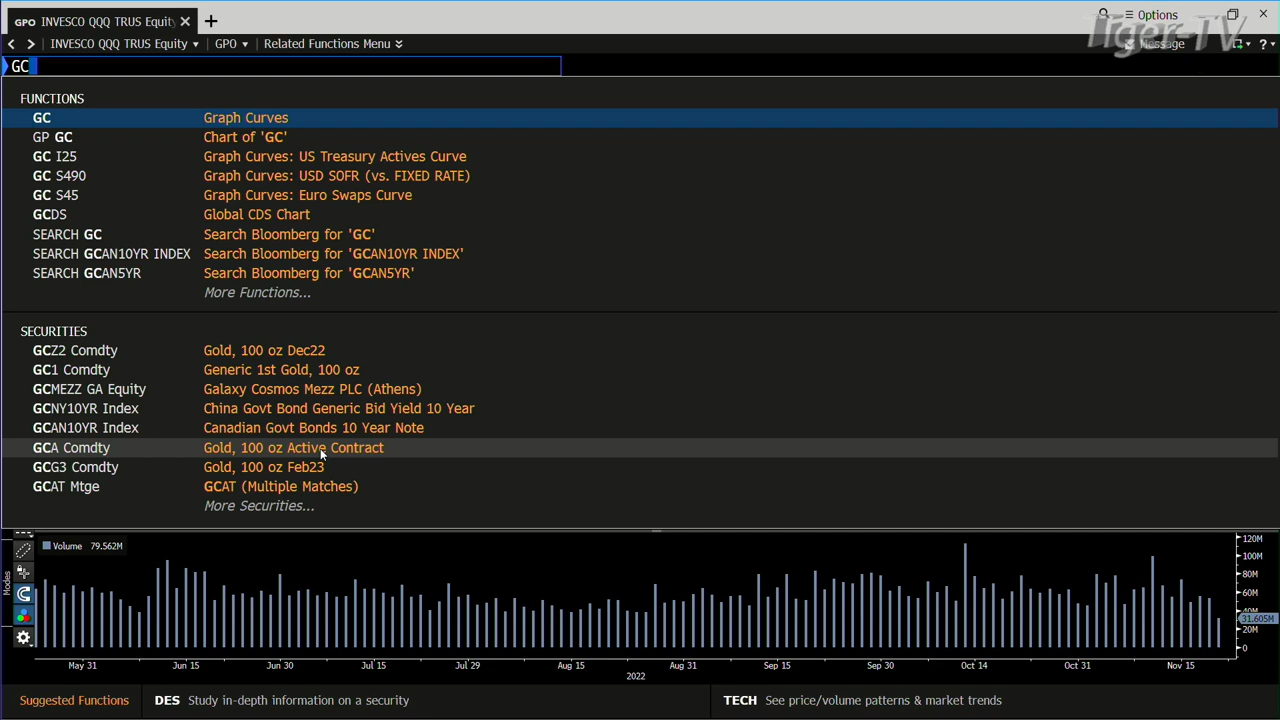 GPO INVESCO QQQ TRUS Equity
Options
INVESCO QQQ TRUS Equity GPO Related Functions Menu Message ?
Tiger-TV
GC
FUNCTIONS
GC Graph Curves
GP GC Chart of 'GC'
GC I25 Graph Curves: US Treasury Actives Curve
GC S490 Graph Curves: USD SOFR (vs. FIXED RATE)
GC S45 Graph Curves: Euro Swaps Curve
GCDS Global CDS Chart
SEARCH GC Search Bloomberg for 'GC'
SEARCH GCAN10YR INDEX Search Bloomberg for 'GCAN10YR INDEX'
SEARCH GCAN5YR Search Bloomberg for 'GCAN5YR'
More Functions...
SECURITIES
GCZ2 Comdty Gold, 100 oz Dec22
GC1 Comdty Generic 1st Gold, 100 oz
GCMEZZ GA Equity Galaxy Cosmos Mezz PLC (Athens)
GCNY10YR Index China Govt Bond Generic Bid Yield 10 Year
GCAN10YR Index Canadian Govt Bonds 10 Year Note
GCA Comdty Gold, 100 oz Active Contract
GCG3 Comdty Gold, 100 oz Feb23
GCAT Mtge GCAT (Multiple Matches)
More Securities...
Volume 79.562M
120M
100M
80M
60M
40M
31.605M
20M
0
Modes
May 31 Jun 15 Jun 30 Jul 15 Jul 29 Aug 15 Aug 31 Sep 15 Sep 30 Oct 14 Oct 31 Nov 15
2022
Suggested Functions DES Study in-depth information on a security TECH See price/volume patterns & market trends